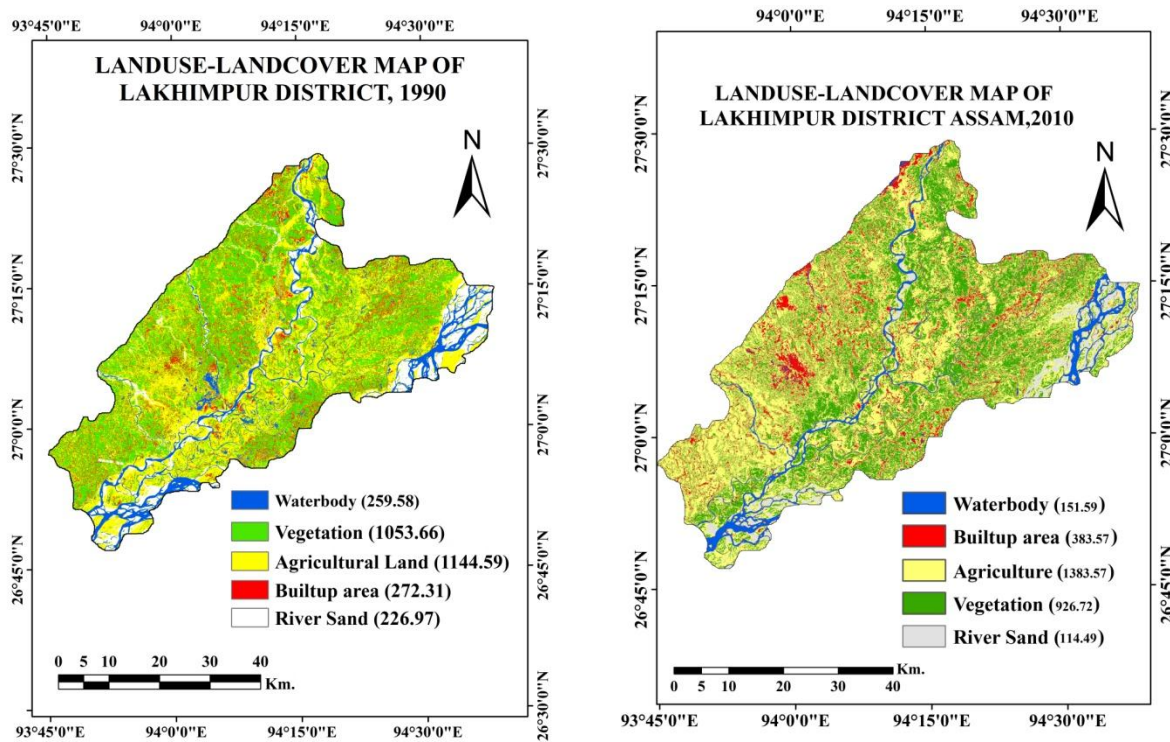 93°45'0"E 94°0'0"E 94°15'0"E 94°30'0"E
LANDUSE-LANDCOVER MAP OF
LAKHIMPUR DISTRICT, 1990
N
27°30'0"N
27°15'0"N
27°0'0"N
26°45'0"N
27°30'0"N
27°15'0"N
27°0'0"N
26°45'0"N
26°30'0"N
Waterbody (259.58)
Vegetation (1053.66)
Agricultural Land (1144.59)
Builtup area (272.31)
River Sand (226.97)
0 5 10 20 30 40
Km.
93°45'0"E 94°0'0"E 94°15'0"E 94°30'0"E
94°0'0"E 94°15'0"E 94°30'0"E
LANDUSE-LANDCOVER MAP OF
LAKHIMPUR DISTRICT ASSAM,2010
N
27°30'0"N
27°15'0"N
27°0'0"N
26°45'0"N
27°30'0"N
27°15'0"N
27°0'0"N
26°45'0"N
Waterbody (151.59)
Builtup area (383.57)
Agriculture (1383.57)
Vegetation (926.72)
River Sand (114.49)
Km.
0 5 10 20 30 40
93°45'0"E 94°0'0"E 94°15'0"E 94°30'0"E